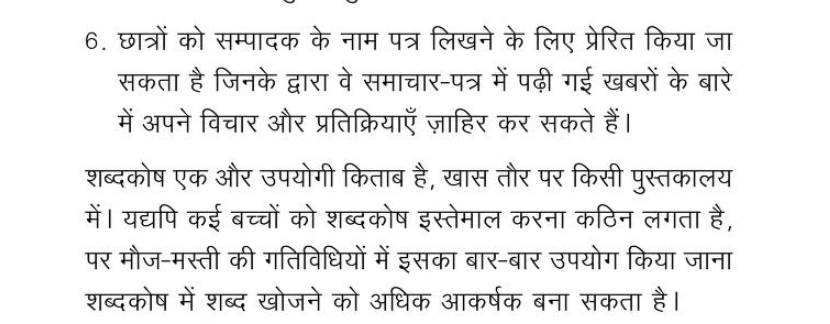 6. छात्रों को सम्पादक के नाम पत्र लिखने के लिए प्रेरित किया जा
सकता है जिनके द्वारा वे समाचार-पत्र में पढ़ी गई खबरों के बारे
में अपने विचार और प्रतिक्रियाएँ ज़ाहिर कर सकते हैं।
शब्दकोष एक और उपयोगी किताब है, खास तौर पर किसी पुस्तकालय
में। यद्यपि कई बच्चों को शब्दकोष इस्तेमाल करना कठिन लगता है,
पर मौज-मस्ती की गतिविधियों में इसका बार-बार उपयोग किया जाना
शब्दकोष में शब्द खोजने को अधिक आकर्षक बना सकता है।